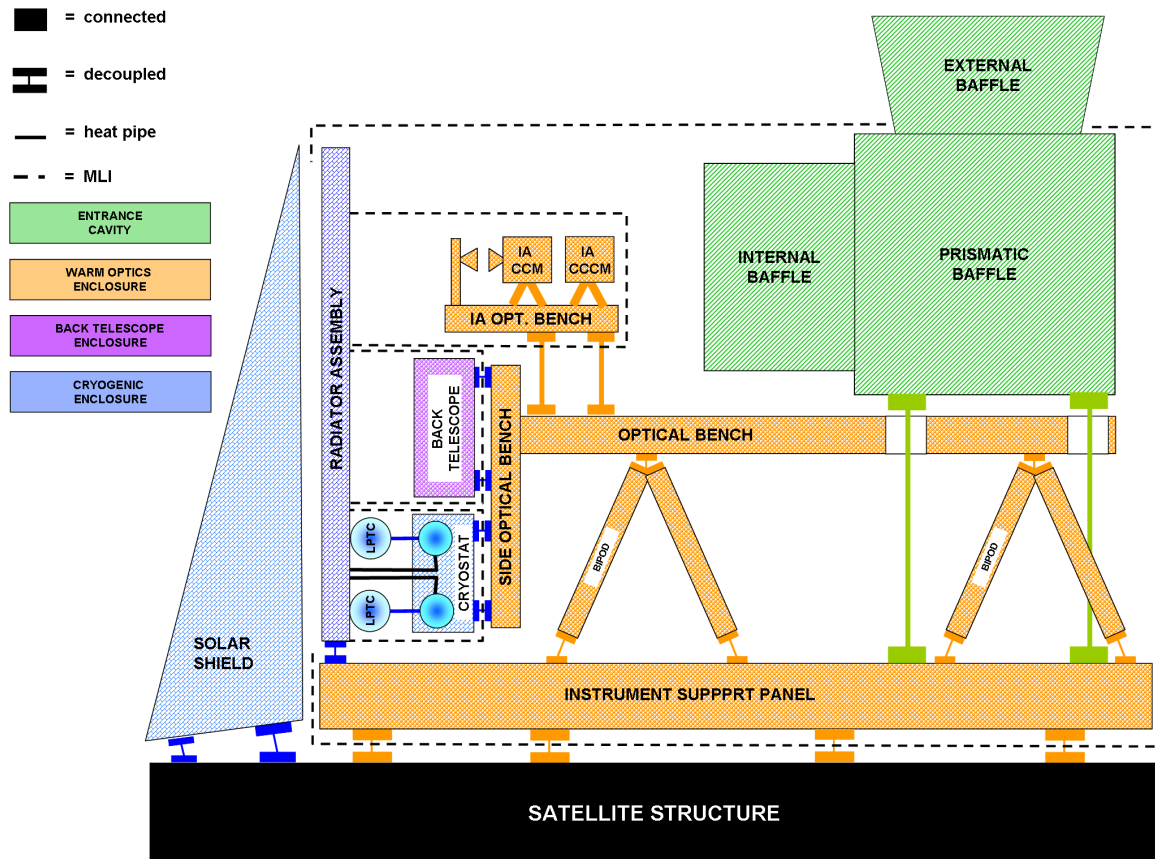 = connected
= decoupled
= heat pipe
= MLI
ENTRANCE
CAVITY
WARM OPTICS
ENCLOSURE
BACK TELESCOPE
ENCLOSURE
CRYOGENIC
ENCLOSURE
EXTERNAL
BAFFLE
INTERNAL
BAFFLE
PRISMATIC
BAFFLE
IA
CCM
IA
CCCM
IA OPT. BENCH
RADIATOR ASSEMBLY
BACK
TELESCOPE
SIDE OPTICAL BENCH
OPTICAL BENCH
LPTC
LPTC
CRYOSTAT
BIPOD
BIPOD
SOLAR
SHIELD
INSTRUMENT SUPPPRT PANEL
SATELLITE STRUCTURE